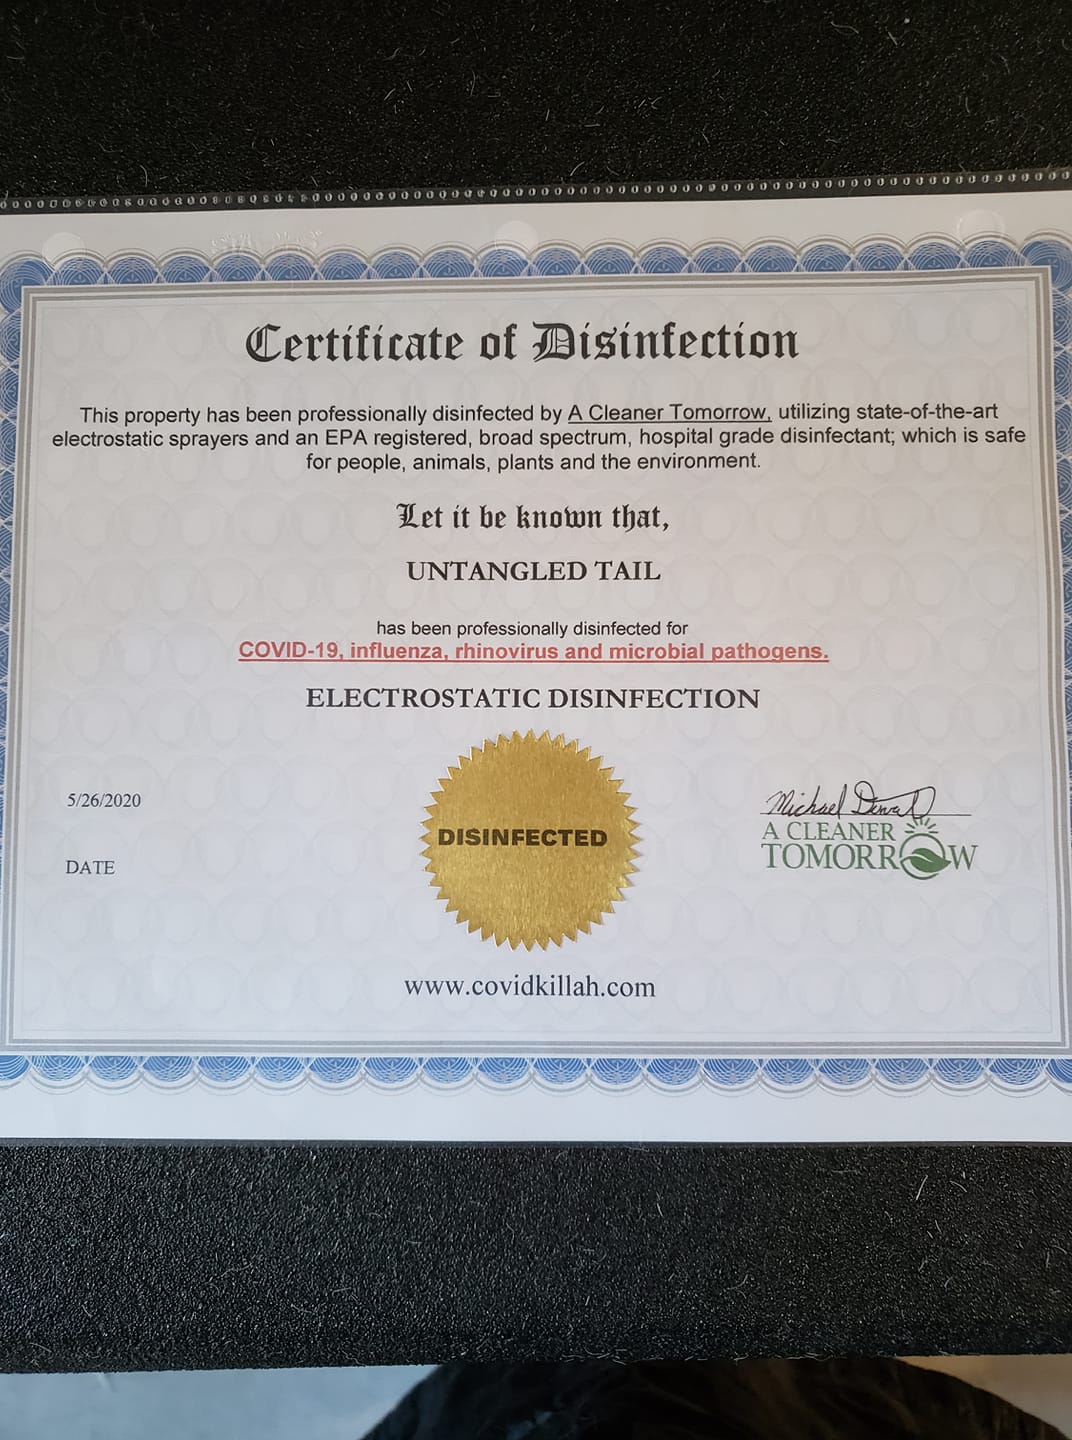 Certificate of Disinfection
This property has been professionally disinfected by A Cleaner Tomorrow, utilizing state-of-the-art
electrostatic sprayers and an EPA registered, broad spectrum, hospital grade disinfectant; which is safe
for people, animals, plants and the environment.
Let it be known that,
UNTANGLED TAIL
has been professionally disinfected for
COVID-19, influenza, rhinovirus and microbial pathogens.
ELECTROSTATIC DISINFECTION
5/26/2020
DATE
DISINFECTED
Michael
A CLEANER
TOMORROW
www.covidkillah.com